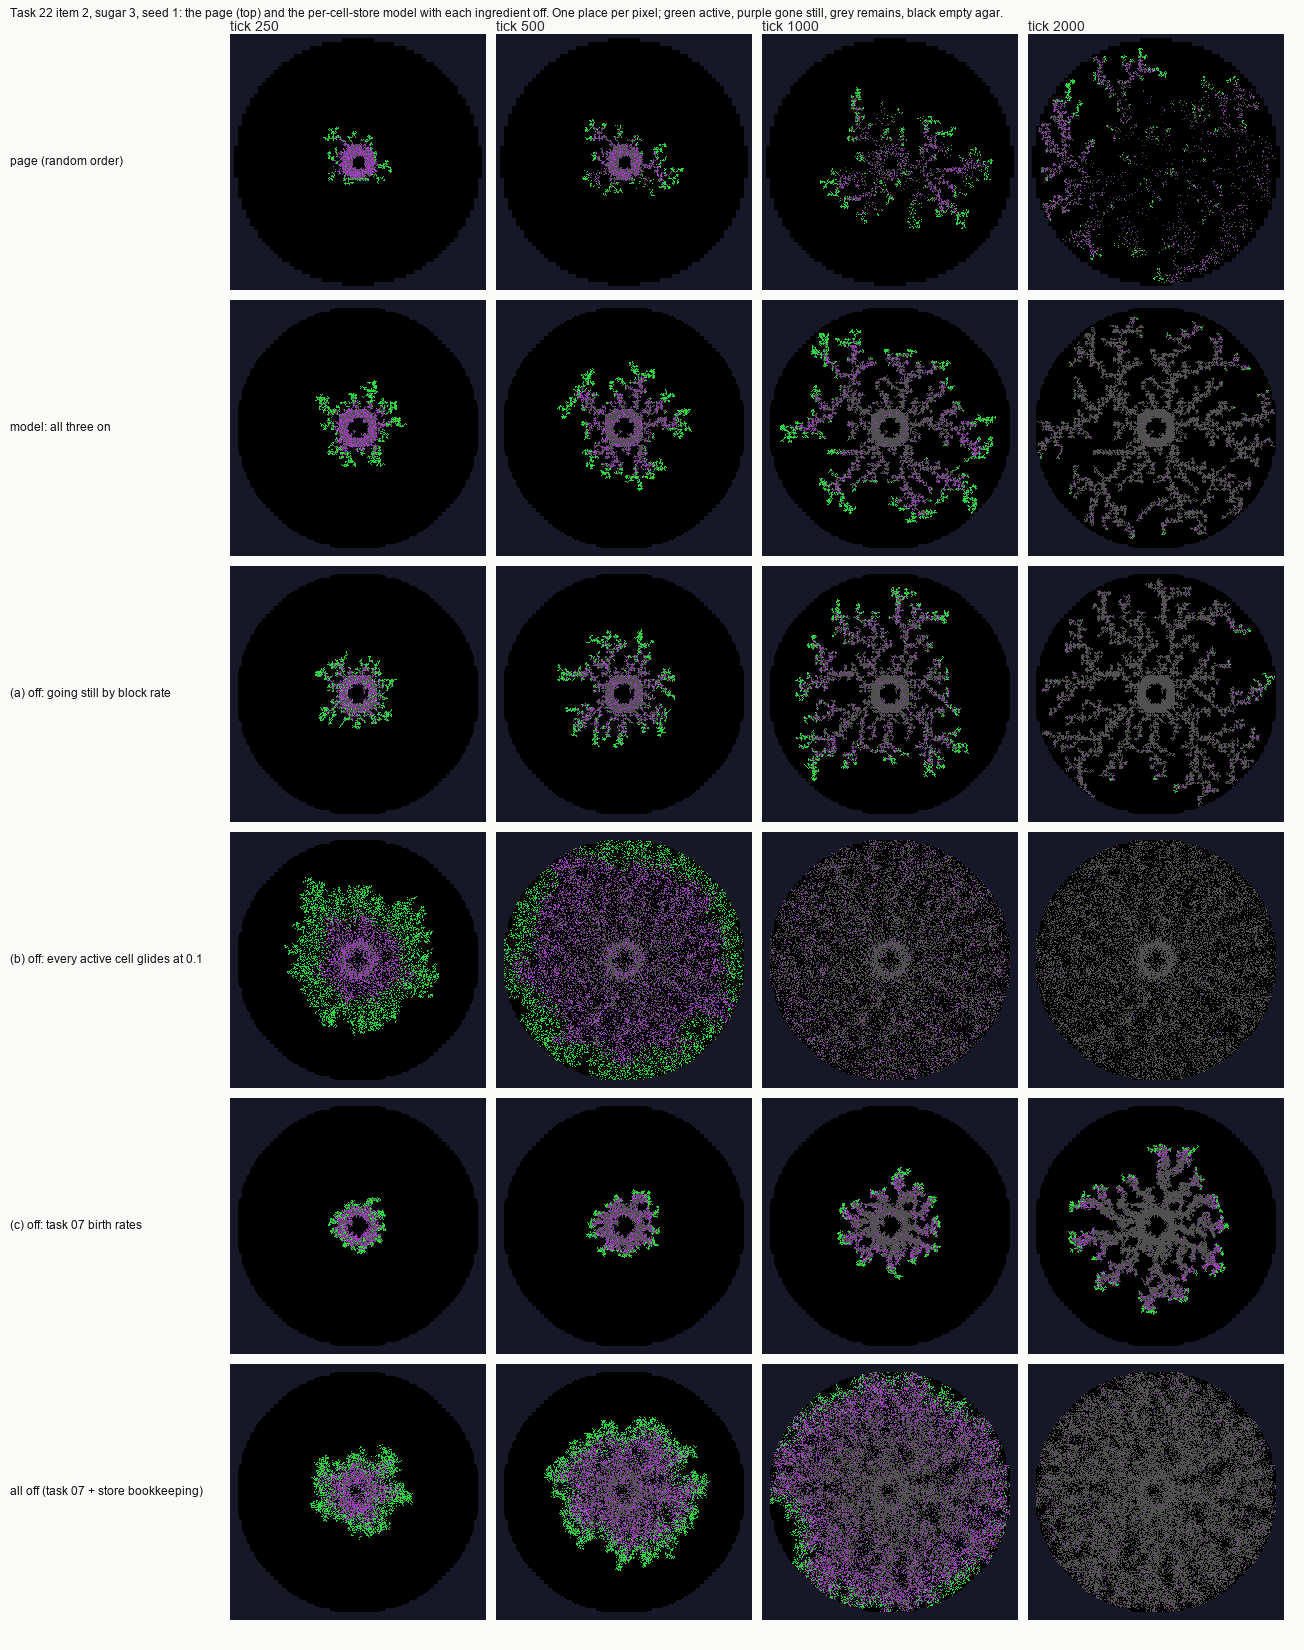 Task 22 item 2, sugar 3, seed 1: the page (top) and the per-cell-store model with each ingredient off. One place per pixel; green active, purple gone still, grey remains, black empty agar.
tick 250 tick 500 tick 1000 tick 2000
page (random order)
model: all three on
(a) off: going still by block rate
(b) off: every active cell glides at 0.1
(c) off: task 07 birth rates
all off (task 07 + store bookkeeping)